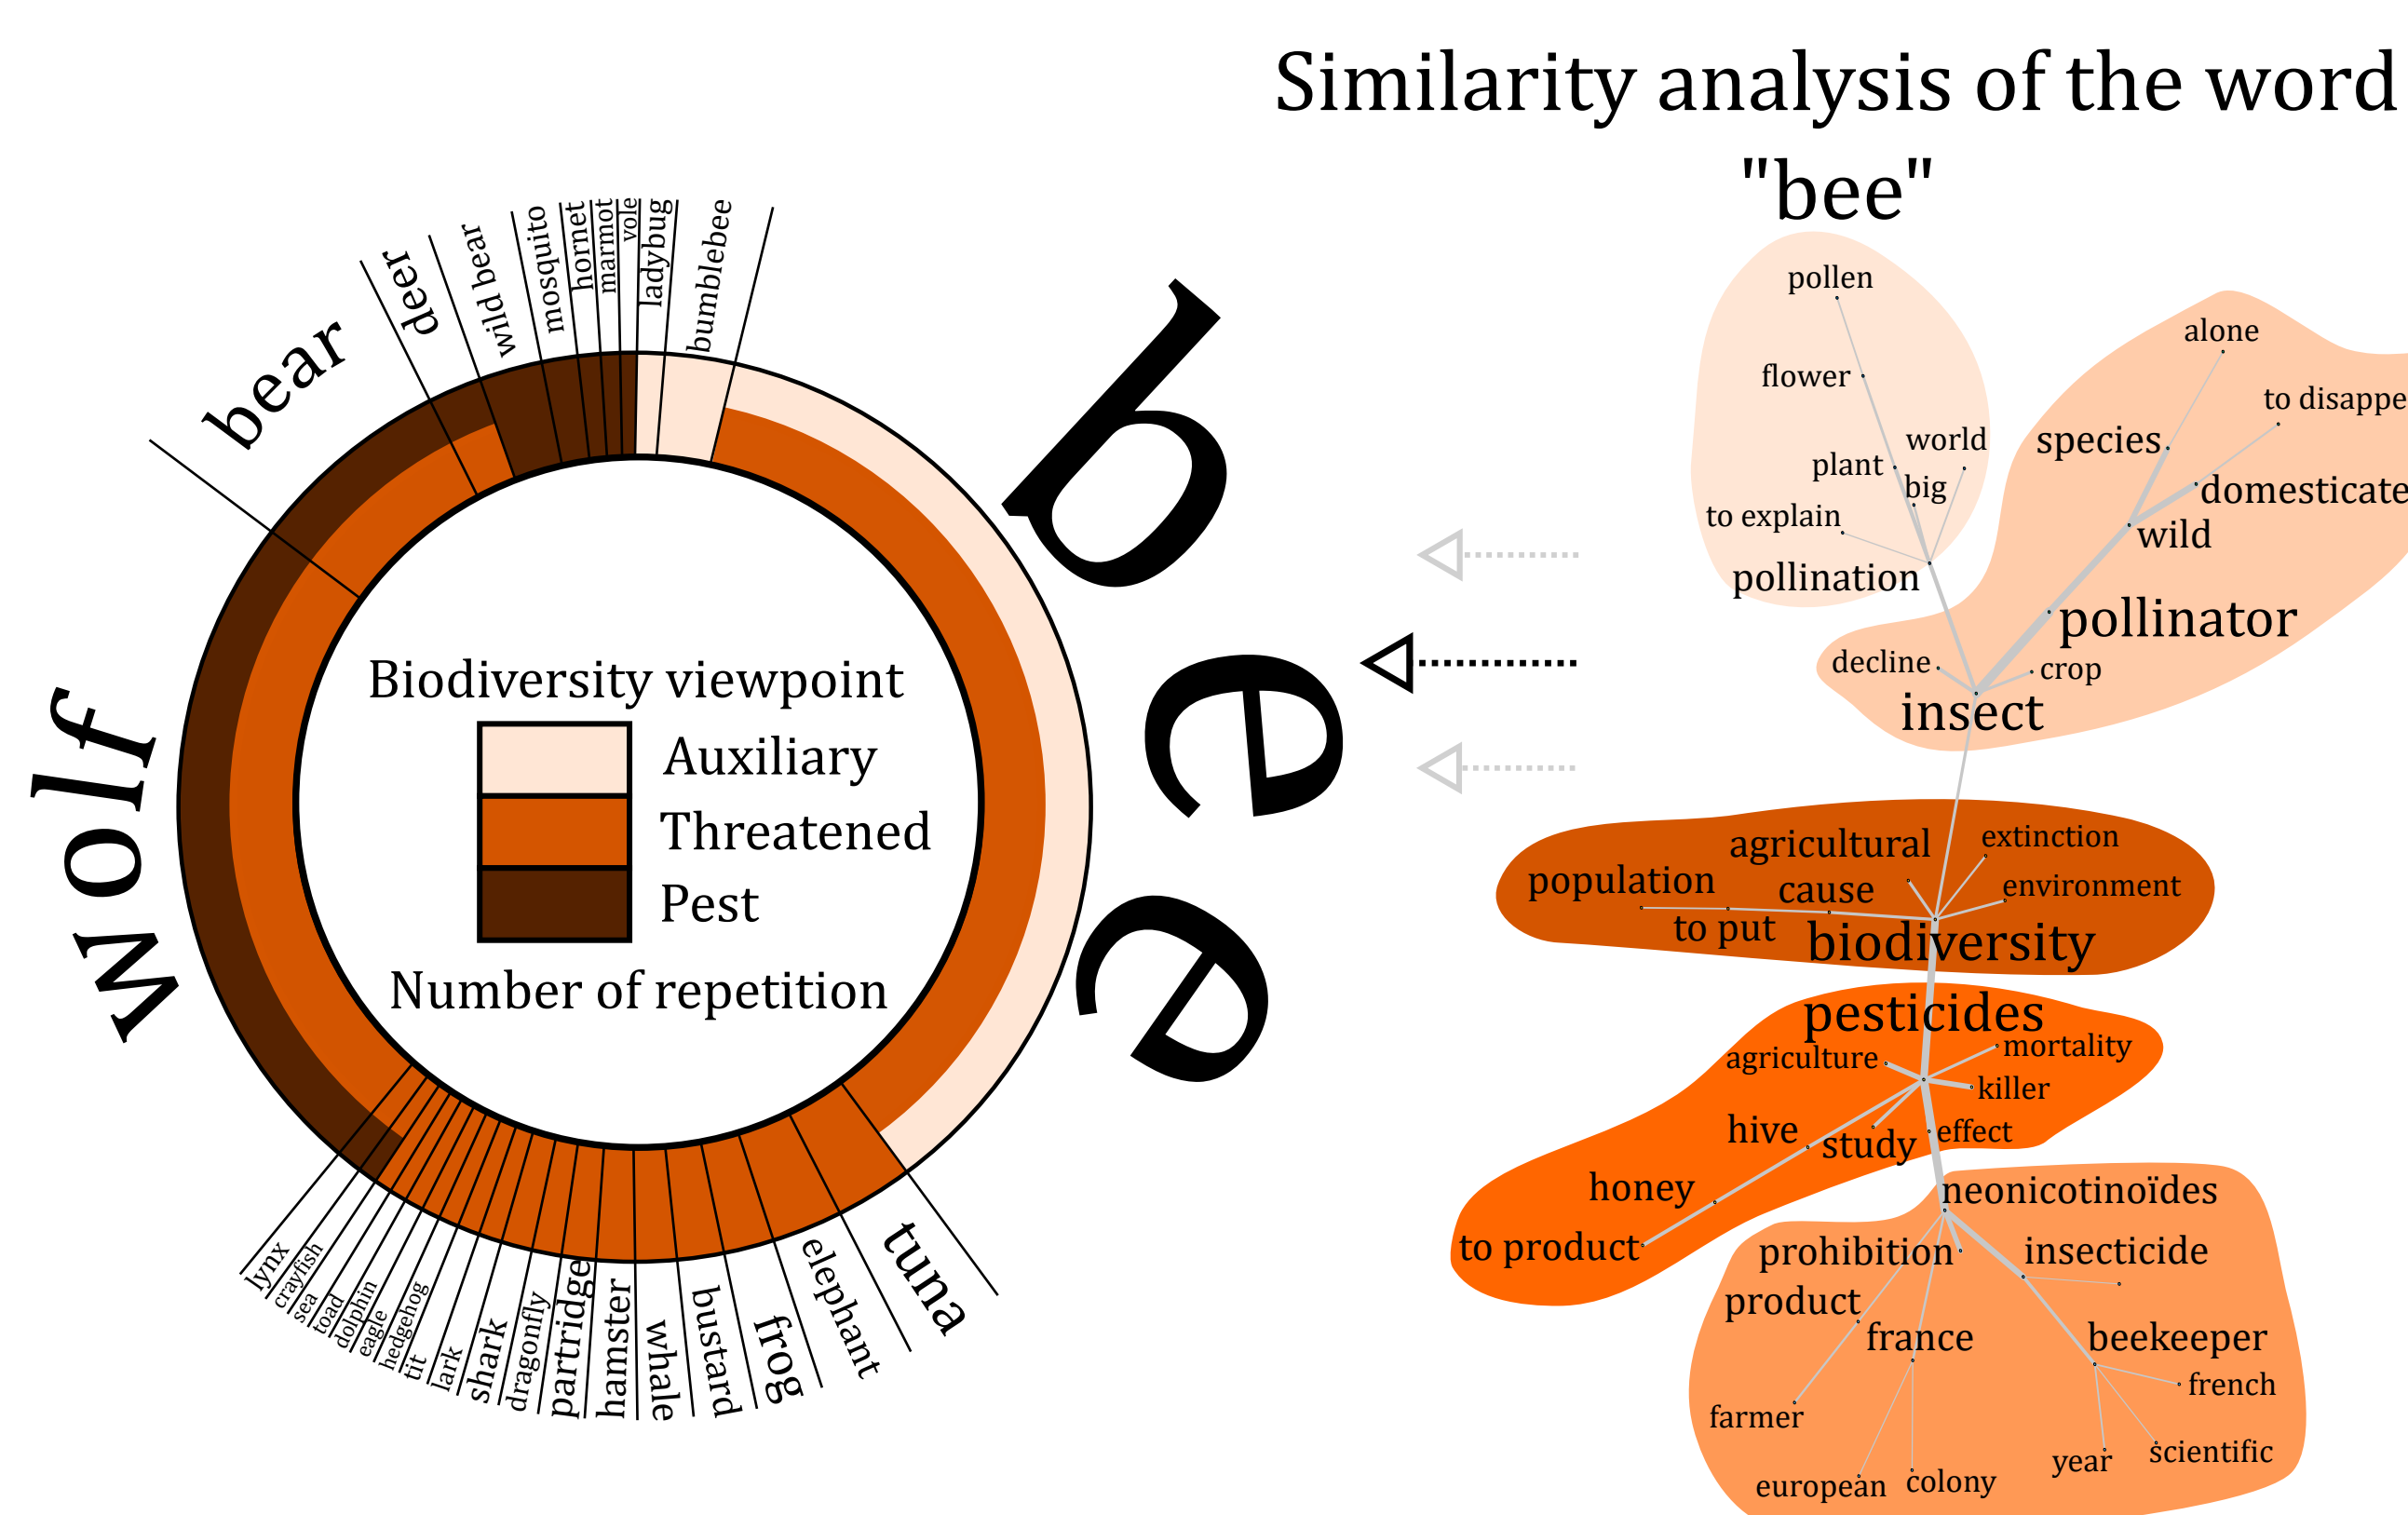 Similarity analysis of the word
"bee"
wolf
bear
deer
wild bear
mosquito
hornet
marmot
vole
ladybug
bumblebee
bee
tuna
elephant
frog
bustard
whale
hamster
partridge
dragonfly
shark
lark
tit
hedgehog
eagle
dolphin
toad
sea
crayfish
lynx
Biodiversity viewpoint
Auxiliary
Threatened
Pest
Number of repetition
pollen
flower
world
plant
big
to explain
pollination
alone
to disappe
species
domesticate
wild
pollinator
decline
crop
insect
agricultural
extinction
population
cause
environment
to put
biodiversity
pesticides
agriculture
mortality
killer
hive
study
effect
honey
to product
neonicotinoïdes
prohibition
insecticide
product
france
beekeeper
french
farmer
european
colony
year
scientific